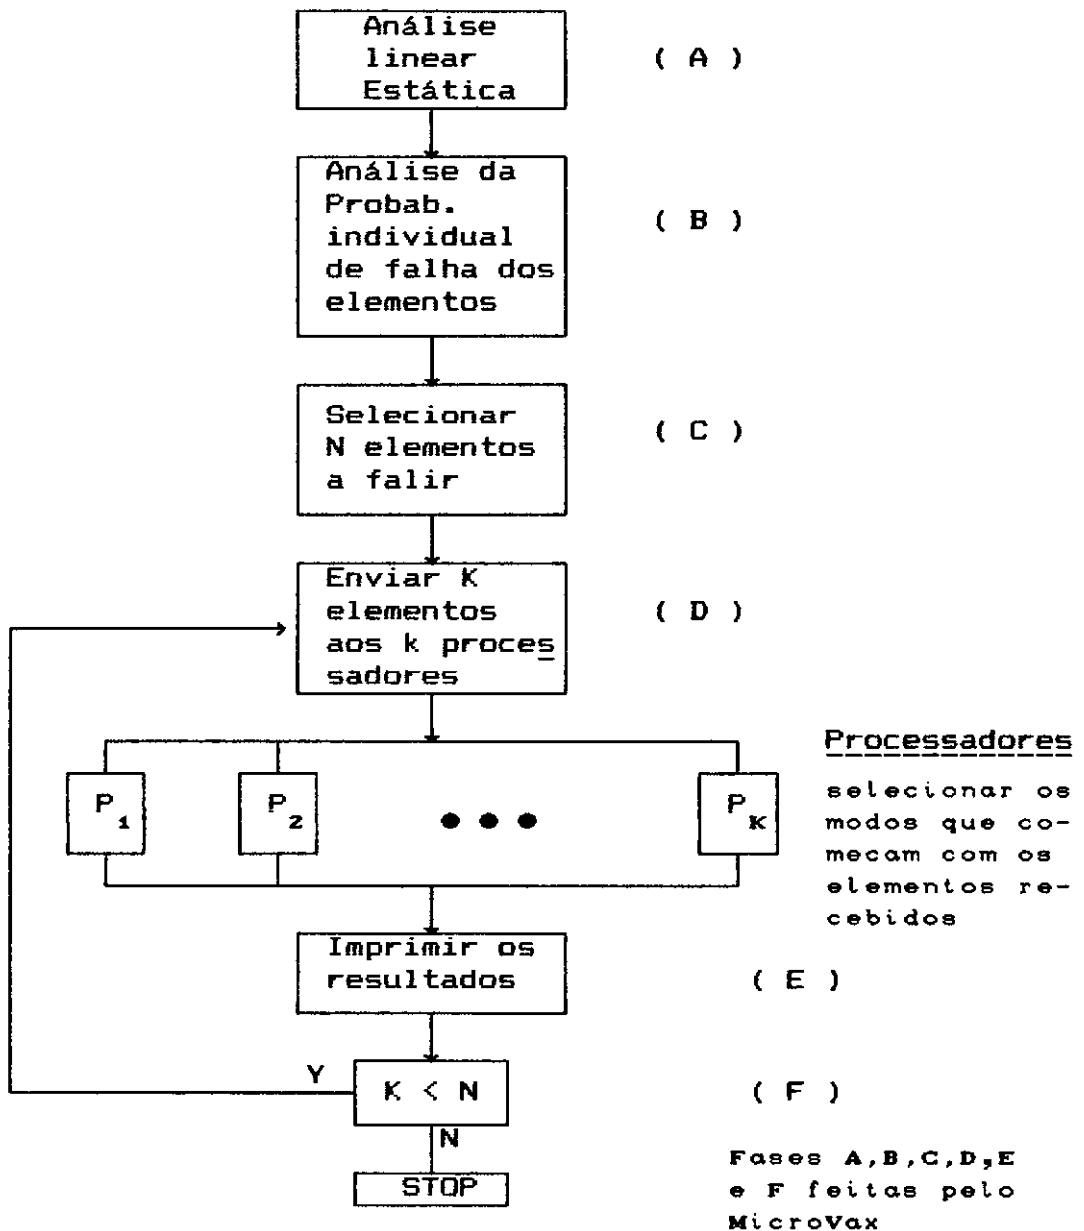 Análise
linear
Estática
( A )
Análise da
Probab.
individual
de falha dos
elementos
( B )
Selecionar
N elementos
a falir
( C )
Enviar K
elementos
aos k proces
sadores
( D )
P1
P2
● ● ●
PK
Processadores
selecionar os
modos que co-
mecam com os
elementos re-
cebidos
Imprimir os
resultados
( E )
Y
K < N
( F )
N
STOP
Fases A,B,C,D,E
e F feitas pelo
MicroVax